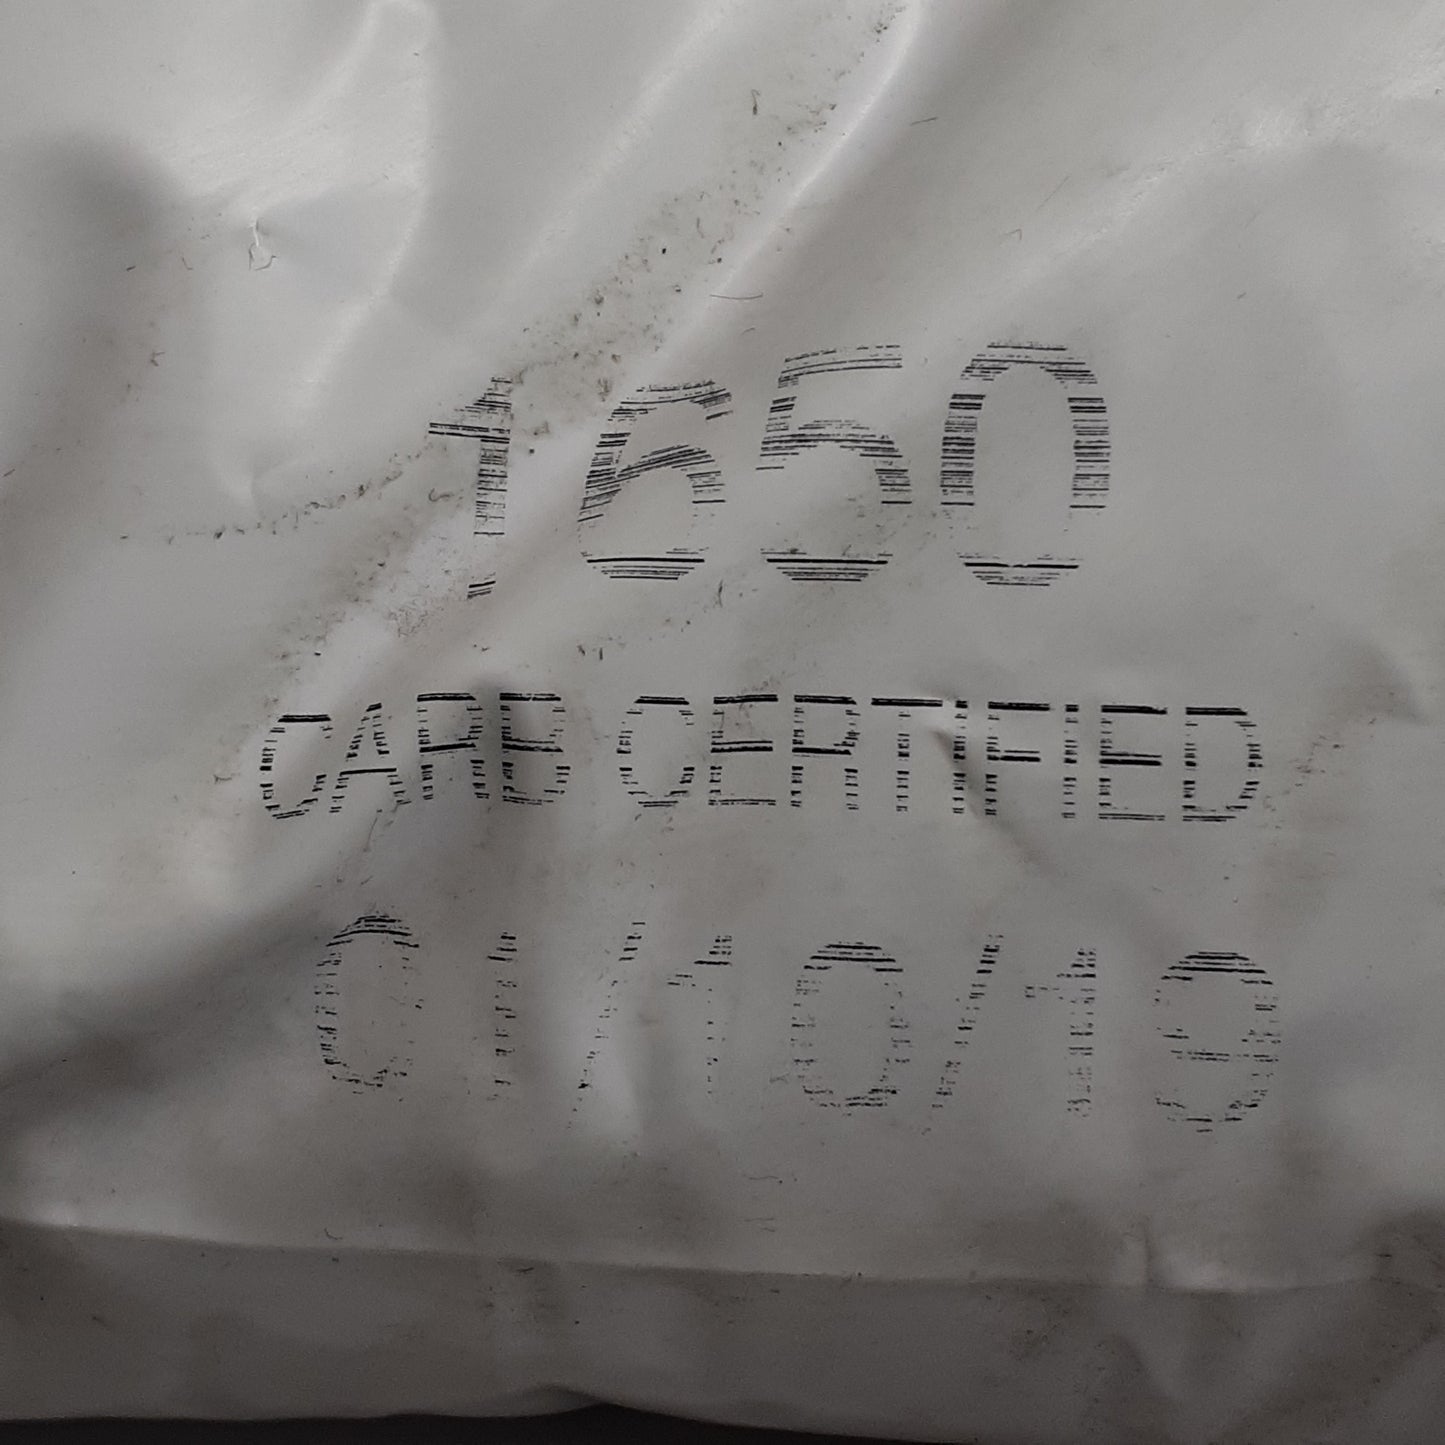 1650
CARB CERTIFIED
01/10/19